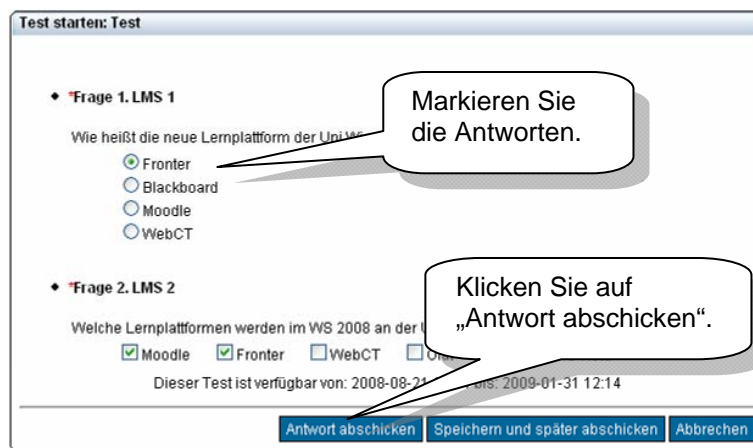 Test starten: Test
*Frage 1. LMS 1
Markieren Sie
die Antworten.
Wie heißt die neue Lernplattform der Uni
Fronter
Blackboard
Moodle
WebCT
*Frage 2. LMS 2
Klicken Sie auf
„Antwort abschicken“.
Welche Lernplattformen werden im WS 2008 an der
Moodle Fronter WebCT
Dieser Test ist verfügbar von: 2008-08-21 bis: 2009-01-31 12:14
Antwort abschicken Speichern und später abschicken Abbrechen